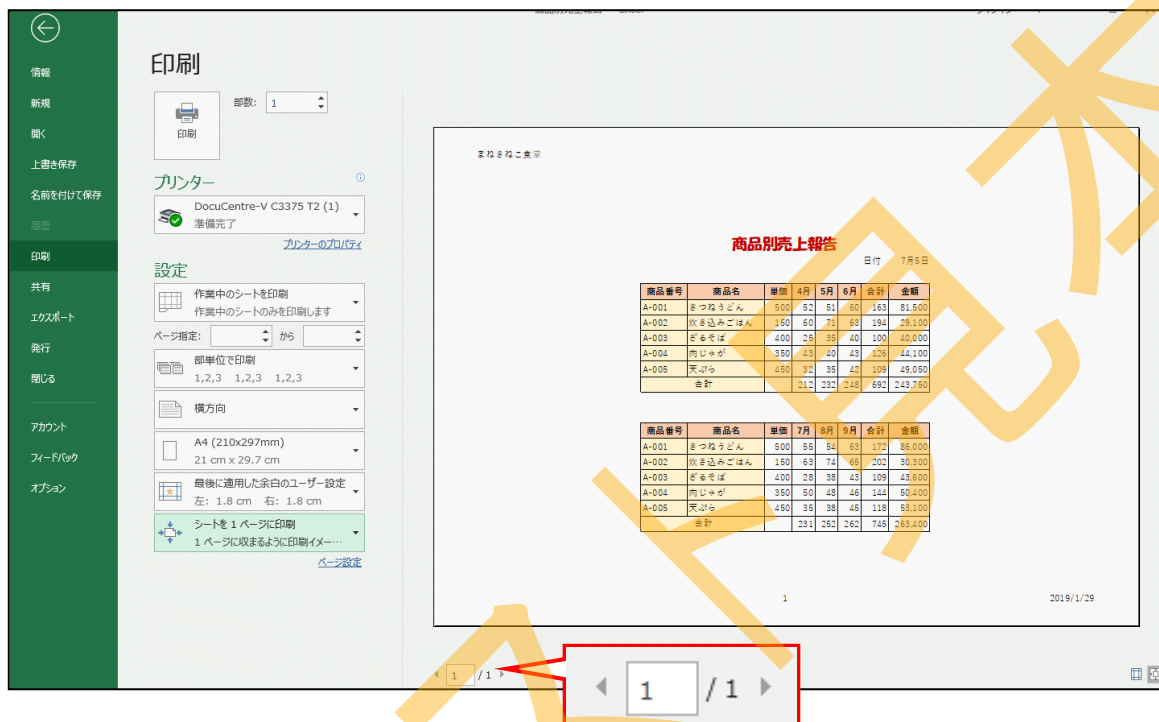 印刷
情報
新規
開く
上書き保存
名前を付けて保存
履歴
印刷
共有
エクスポート
発行
閉じる
アカウント
フィードバック
オプション
部数: 1
印刷
プリンター
DocuCentre-V C3375 T2 (1)
準備完了
プリンターのプロパティ
設定
作業中のシートを印刷
作業中のシートのみを印刷します
ページ指定: から
部単位で印刷
1,2,3 1,2,3 1,2,3
横方向
A4 (210x297mm)
21 cm x 29.7 cm
最後に適用した余白のユーザー設定
左: 1.8 cm 右: 1.8 cm
シートを 1 ページに印刷
1 ページに収まるように印刷イメー…
ページ設定
まねきねこ食堂
商品別売上報告
日付 7月5日
商品番号 商品名 単価 4月 5月 6月 合計 金額
A-001 きつねうどん 500 52 51 60 163 81,500
A-002 炊き込みごはん 150 60 71 63 194 29,100
A-003 ざるそば 400 25 35 40 100 40,000
A-004 肉じゃが 350 43 40 43 126 44,100
A-005 天ぷら 450 32 35 42 109 49,050
合計 212 232 248 692 243,750
商品番号 商品名 単価 7月 8月 9月 合計 金額
A-001 きつねうどん 500 55 54 63 172 86,000
A-002 炊き込みごはん 150 63 74 65 202 30,300
A-003 ざるそば 400 28 38 43 109 43,600
A-004 肉じゃが 350 50 48 46 144 50,400
A-005 天ぷら 450 35 38 45 118 53,100
合計 231 252 262 745 263,400
1 2019/1/29
1 / 1
1 / 1